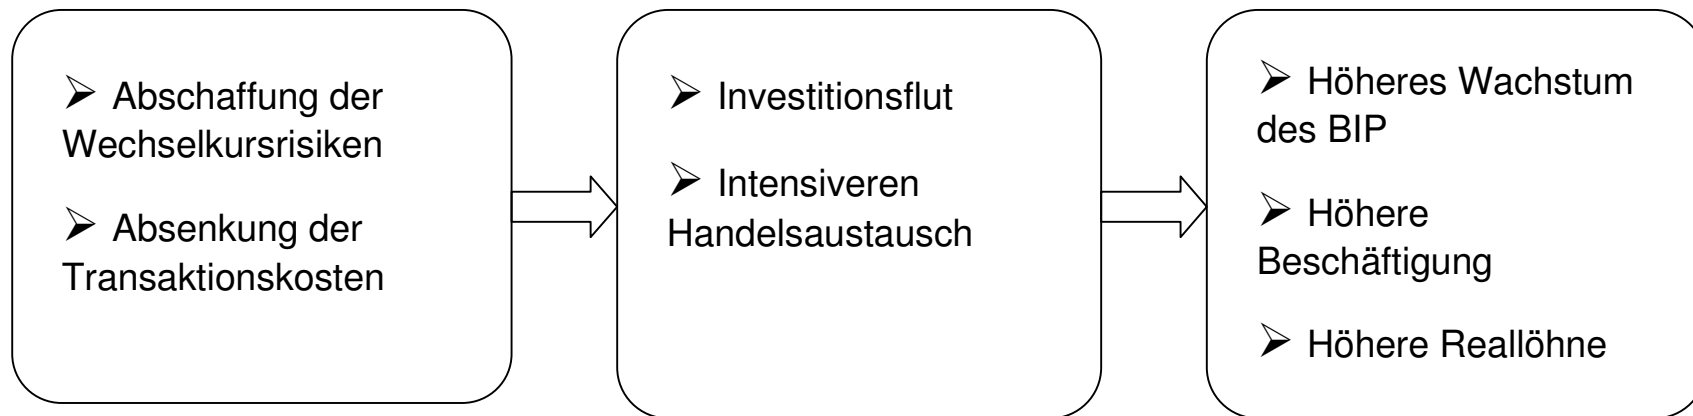 ➢ Abschaffung der
Wechselkursrisiken
➢ Absenkung der
Transaktionskosten
➢ Investitionsflut
➢ Intensiveren
Handelsaustausch
➢ Höheres Wachstum
des BIP
➢ Höhere
Beschäftigung
➢ Höhere Reallöhne